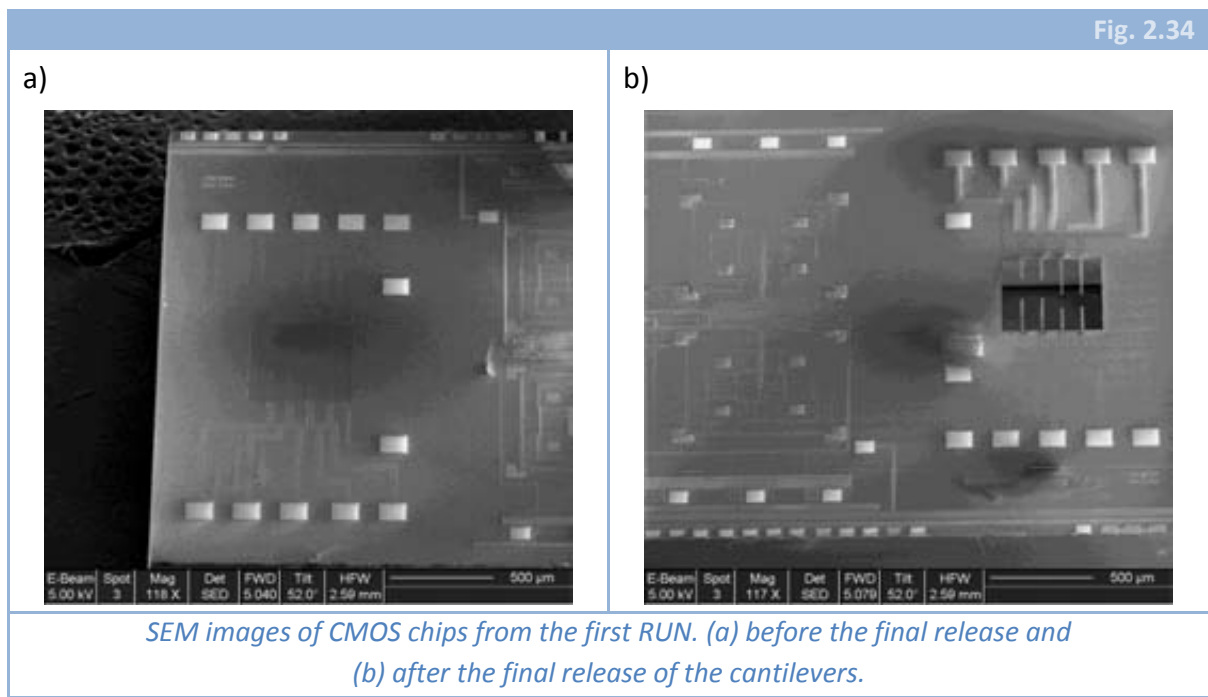 Fig. 2.34
a)
b)
E-Beam Spot Mag Det FWD Tilt HFW 500 µm
5.00 kV 3 118 X SED 5.040 52.0° 2.59 mm
E-Beam Spot Mag Det FWD Tilt HFW 500 µm
5.00 kV 3 117 X SED 5.079 52.0° 2.59 mm
SEM images of CMOS chips from the first RUN. (a) before the final release and
(b) after the final release of the cantilevers.